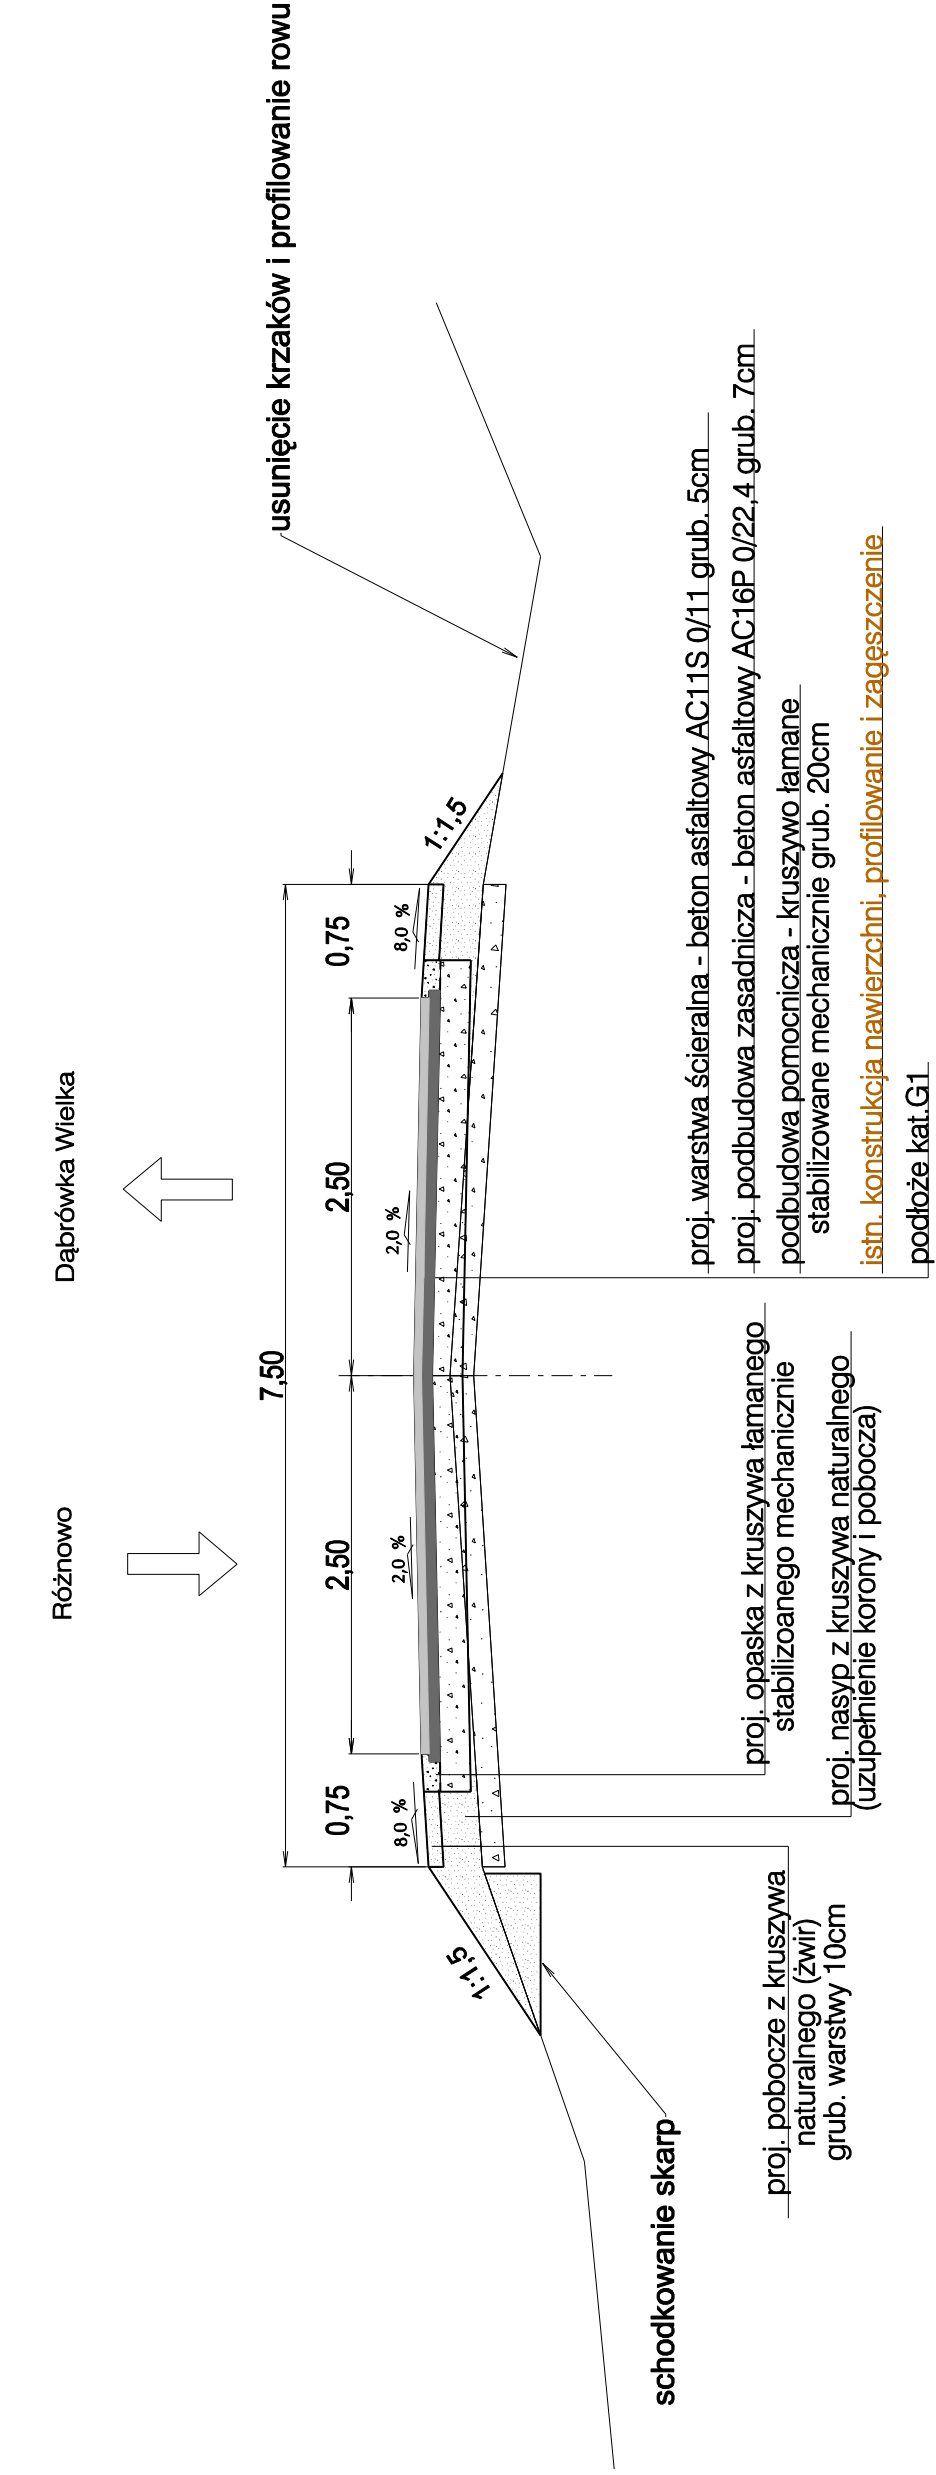 usunięcie krzaków i profilowanie rowu
Różnowo
Dąbrówka Wielka
7,50
0,75
2,50
2,50
0,75
8,0 %
2,0 %
2,0 %
8,0 %
1:1,5
1:1,5
schodkowanie skarp
proj. pobocze z kruszywa
naturalnego (żwir)
grub. warstwy 10cm
proj. opaska z kruszywa łamanego
stabilizoanego mechanicznie
proj. nasyp z kruszywa naturalnego
(uzupełnienie korony i pobocza)
proj. warstwa ścieralna - beton asfaltowy AC11S 0/11 grub. 5cm
proj. podbudowa zasadnicza - beton asfaltowy AC16P 0/22,4 grub. 7cm
podbudowa pomocnicza - kruszywo łamane
stabilizowane mechanicznie grub. 20cm
istn. konstrukcja nawierzchni, profilowanie i zagęszczenie
podłoże kat.G1